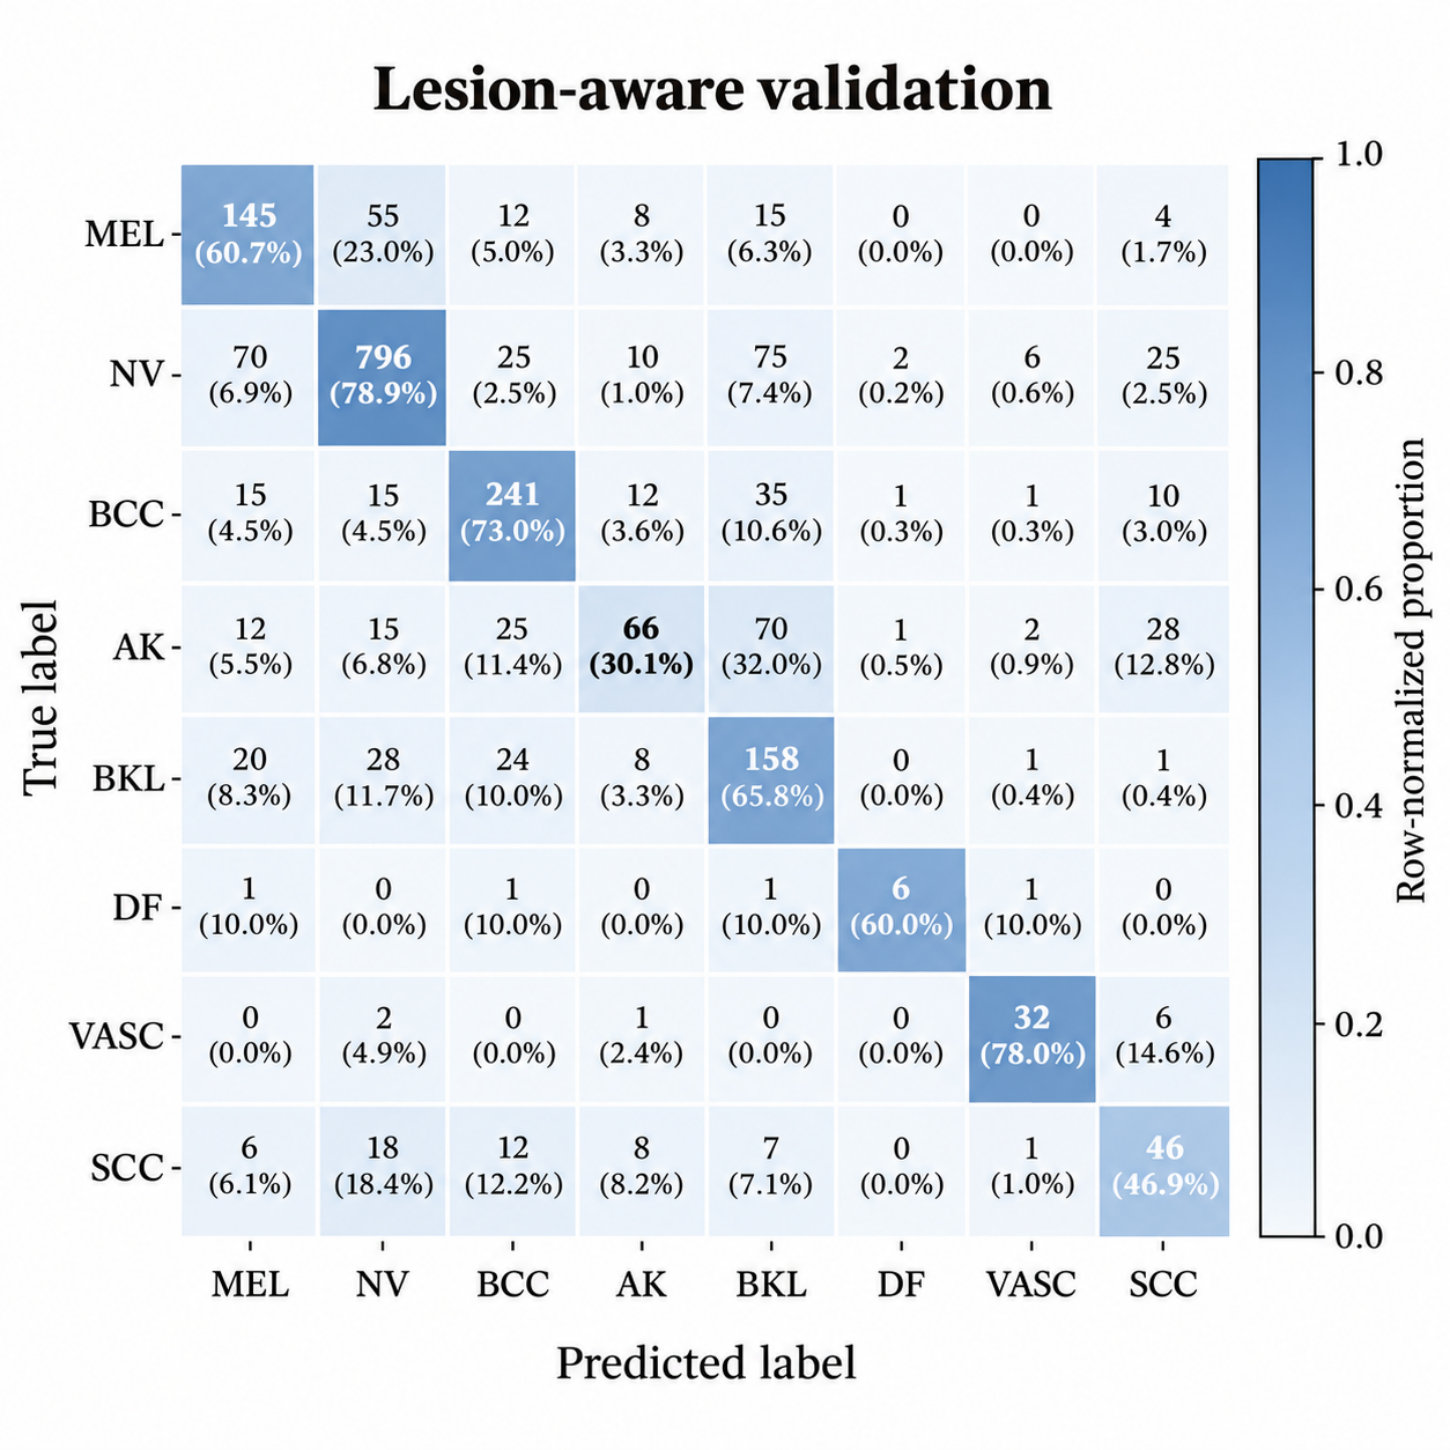 Lesion-aware validation
MEL
145 55 12 8 15 0 0 4
(60.7%) (23.0%) (5.0%) (3.3%) (6.3%) (0.0%) (0.0%) (1.7%)
NV
70 796 25 10 75 2 6 25
(6.9%) (78.9%) (2.5%) (1.0%) (7.4%) (0.2%) (0.6%) (2.5%)
BCC
15 15 241 12 35 1 1 10
(4.5%) (4.5%) (73.0%) (3.6%) (10.6%) (0.3%) (0.3%) (3.0%)
AK
12 15 25 66 70 1 2 28
(5.5%) (6.8%) (11.4%) (30.1%) (32.0%) (0.5%) (0.9%) (12.8%)
BKL
20 28 24 8 158 0 1 1
(8.3%) (11.7%) (10.0%) (3.3%) (65.8%) (0.0%) (0.4%) (0.4%)
DF
1 0 1 0 1 6 1 0
(10.0%) (0.0%) (10.0%) (0.0%) (10.0%) (60.0%) (10.0%) (0.0%)
VASC
0 2 0 1 0 0 32 6
(0.0%) (4.9%) (0.0%) (2.4%) (0.0%) (0.0%) (78.0%) (14.6%)
SCC
6 18 12 8 7 0 1 46
(6.1%) (18.4%) (12.2%) (8.2%) (7.1%) (0.0%) (1.0%) (46.9%)
MEL NV BCC AK BKL DF VASC SCC
Predicted label
True label
1.0
0.8
0.6
0.4
0.2
0.0
Row-normalized proportion